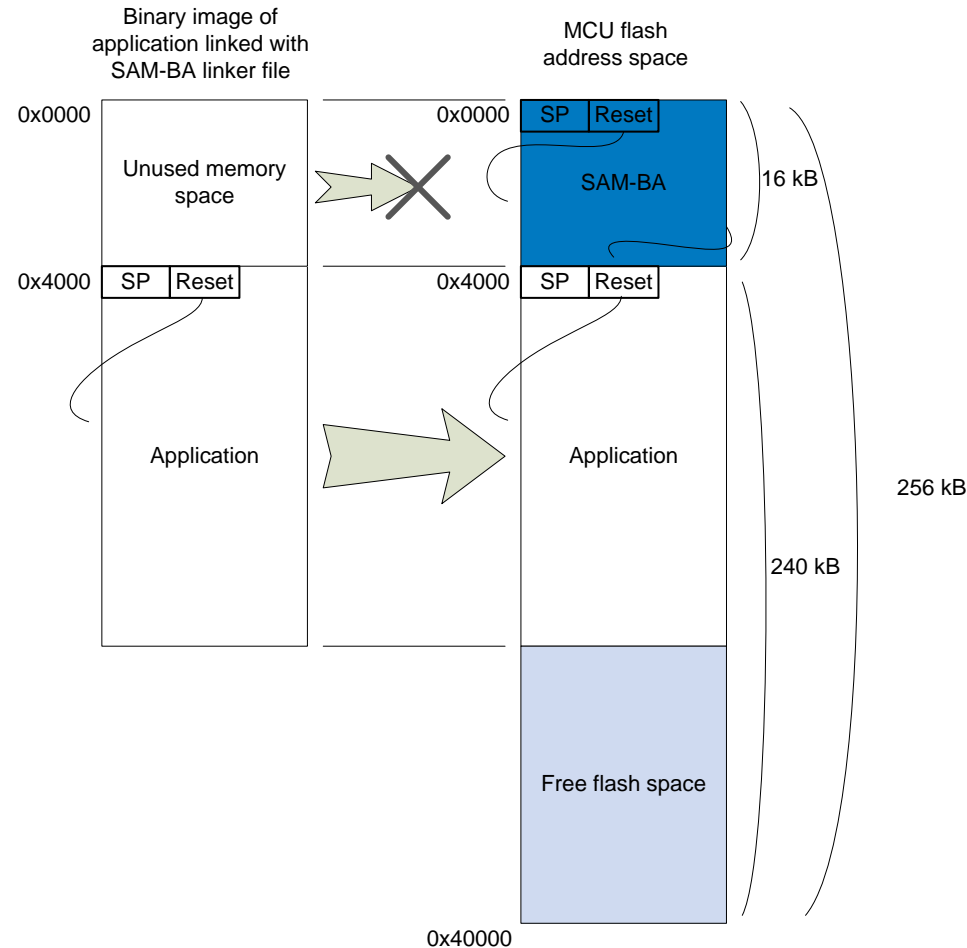 Binary image of
application linked with
SAM-BA linker file
MCU flash
address space
0x0000
0x0000
SP
Reset
Unused memory
space
SAM-BA
16 kB
0x4000
SP
Reset
0x4000
SP
Reset
Application
Application
256 kB
240 kB
Free flash space
0x40000